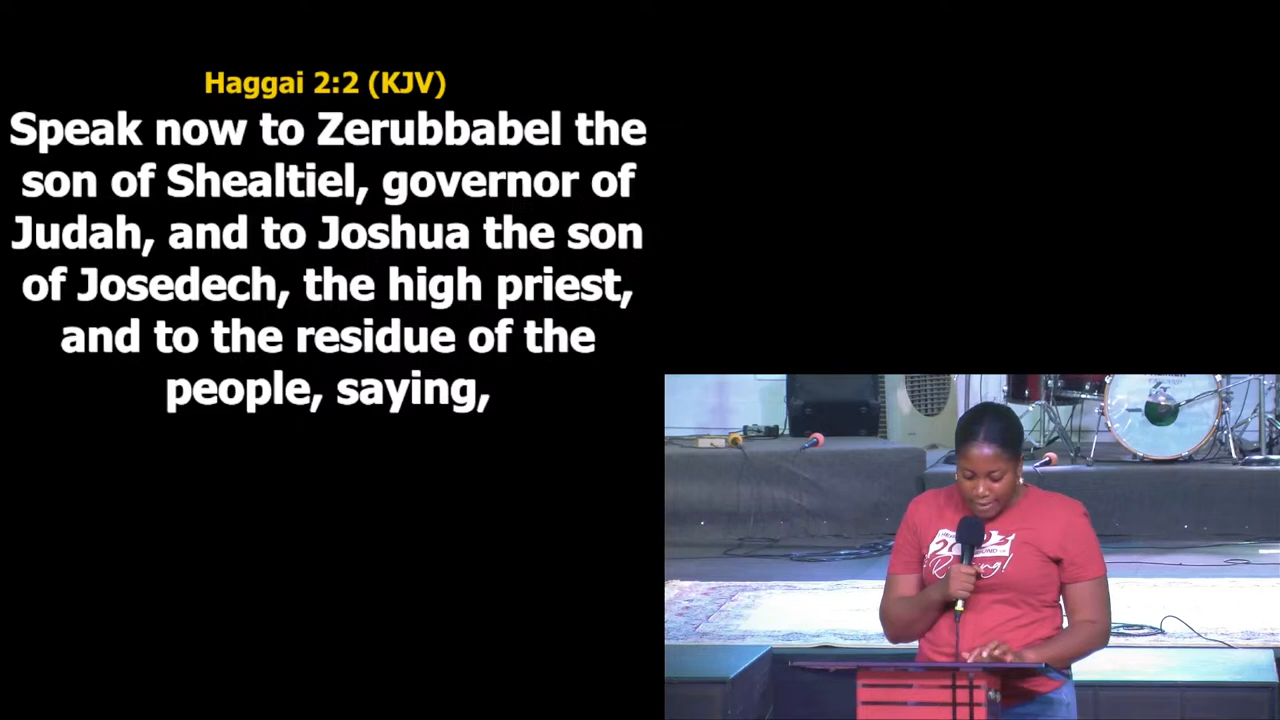 Haggai 2:2 (KJV)
Speak now to Zerubbabel the
son of Shealtiel, governor of
Judah, and to Joshua the son
of Josedech, the high priest,
and to the residue of the
people, saying,